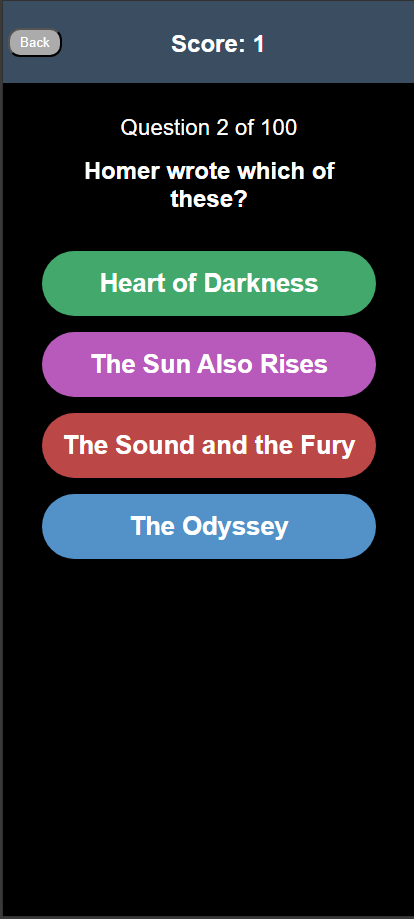 Back
Score: 1
Question 2 of 100
Homer wrote which of
these?
Heart of Darkness
The Sun Also Rises
The Sound and the Fury
The Odyssey